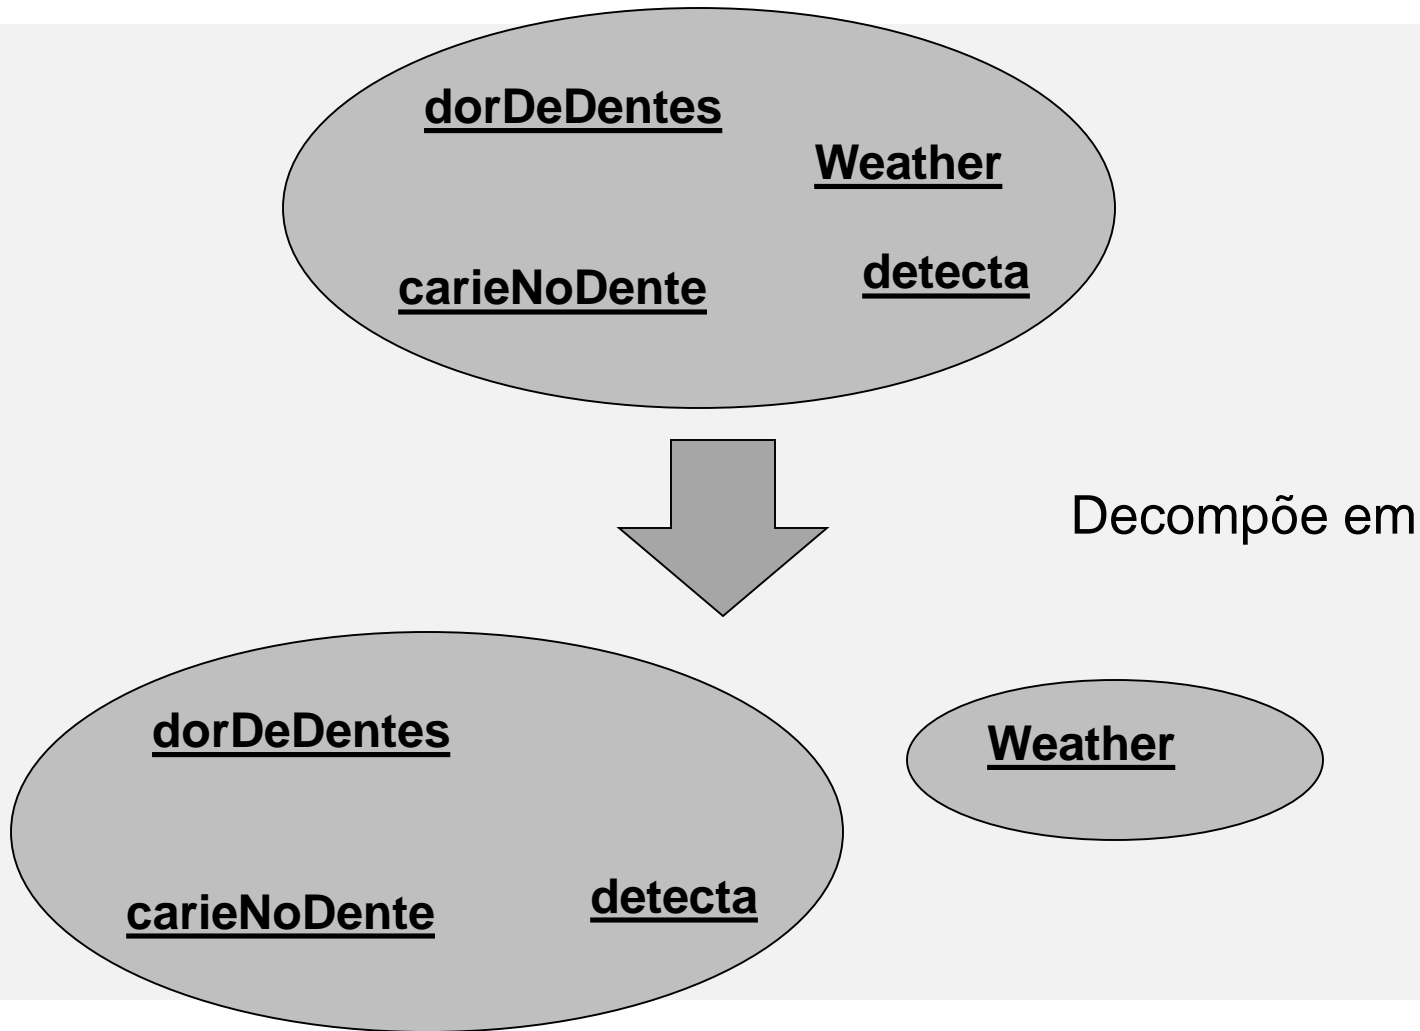 dorDeDentes
Weather
detecta
carieNoDente
Decompõe em
dorDeDentes
Weather
detecta
carieNoDente